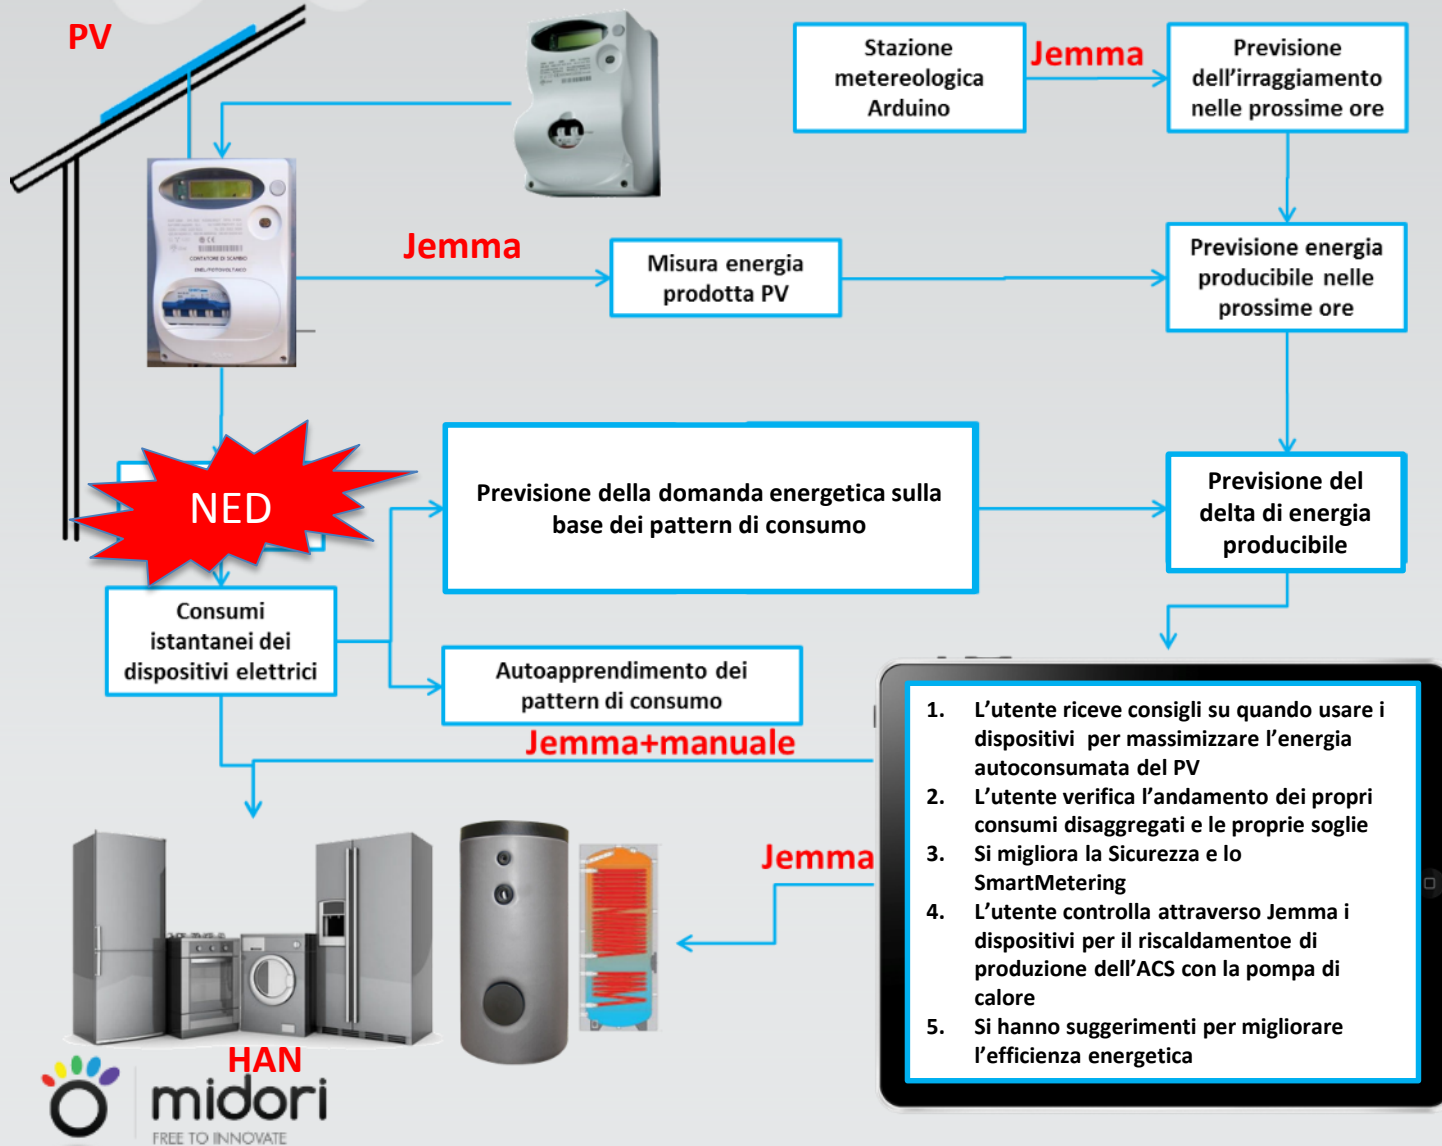 PV
Stazione
metereologica
Arduino
Jemma
Previsione
dell'irraggiamento
nelle prossime ore
CONTATORE DI SCAMBIO
ENEL/FOTOVOLTAICO
Jemma
Misura energia
prodotta PV
Previsione energia
producibile nelle
prossime ore
NED
Previsione della domanda energetica sulla
base dei pattern di consumo
Previsione del
delta di energia
producibile
Consumi
istantanei dei
dispositivi elettrici
Autoapprendimento dei
pattern di consumo
Jemma+manuale
Jemma
1. L'utente riceve consigli su quando usare i
dispositivi per massimizzare l'energia
autoconsumata del PV
2. L'utente verifica l'andamento dei propri
consumi disaggregati e le proprie soglie
3. Si migliora la Sicurezza e lo
SmartMetering
4. L'utente controlla attraverso Jemma i
dispositivi per il riscaldamentoe di
produzione dell'ACS con la pompa di
calore
5. Si hanno suggerimenti per migliorare
l'efficienza energetica
HAN
midori
FREE TO INNOVATE